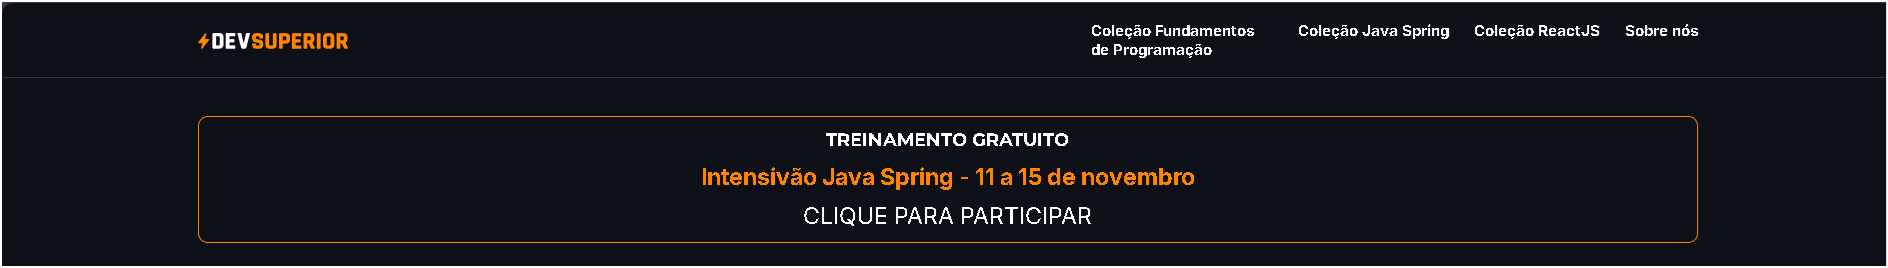 DEVSUPERIOR
Coleção Fundamentos
de Programação
Coleção Java Spring
Coleção ReactJS
Sobre nós
TREINAMENTO GRATUITO
Intensivão Java Spring - 11 a 15 de novembro
CLIQUE PARA PARTICIPAR